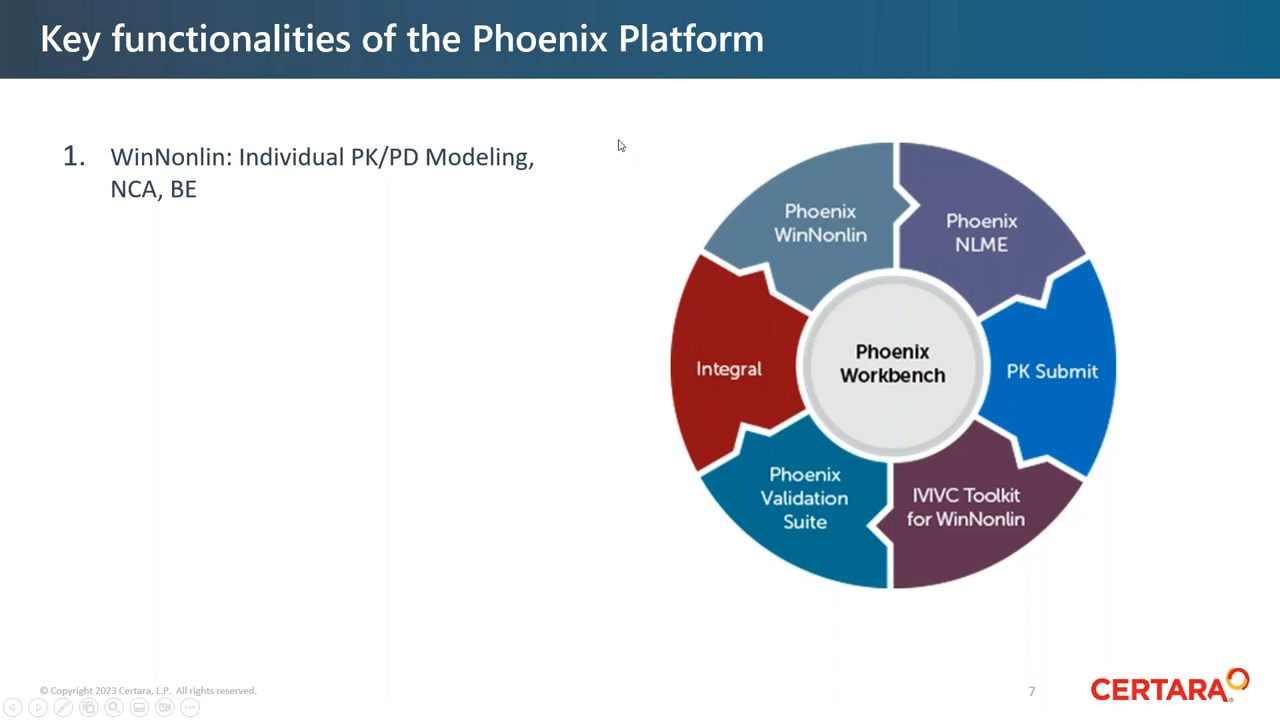 Key functionalities of the Phoenix Platform
1. WinNonlin: Individual PK/PD Modeling,
NCA, BE
Phoenix
WinNonlin
Phoenix
NLME
Integral
Phoenix
Workbench
PK Submit
Phoenix
Validation
Suite
IVIVC Toolkit
for WinNonlin
© Copyright 2023 Certara, L.P. All rights reserved.
7
CERTARA